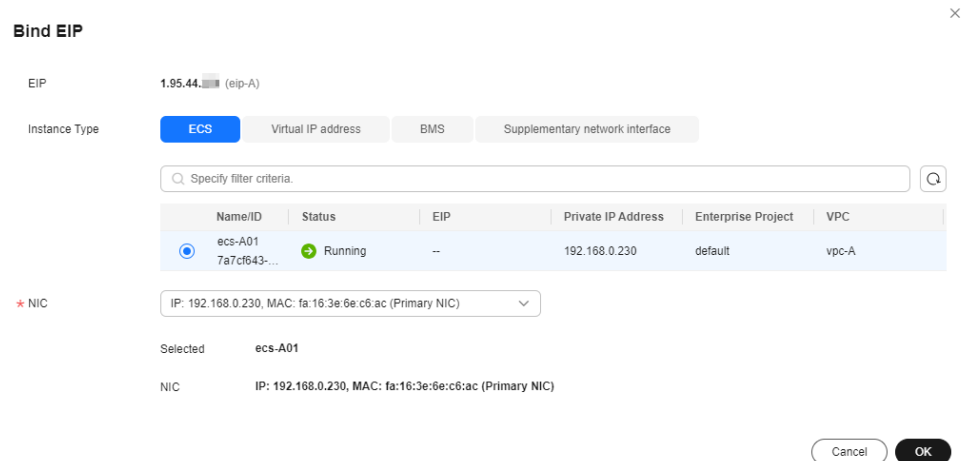 Bind EIP
EIP 1.95.44. (eip-A)
Instance Type ECS Virtual IP address BMS Supplementary network interface
Specify filter criteria.
Name/ID Status EIP Private IP Address Enterprise Project VPC
ecs-A01
7a7cf643-... Running -- 192.168.0.230 default vpc-A
* NIC IP: 192.168.0.230, MAC: fa:16:3e:6e:c6:ac (Primary NIC)
Selected ecs-A01
NIC IP: 192.168.0.230, MAC: fa:16:3e:6e:c6:ac (Primary NIC)
Cancel OK